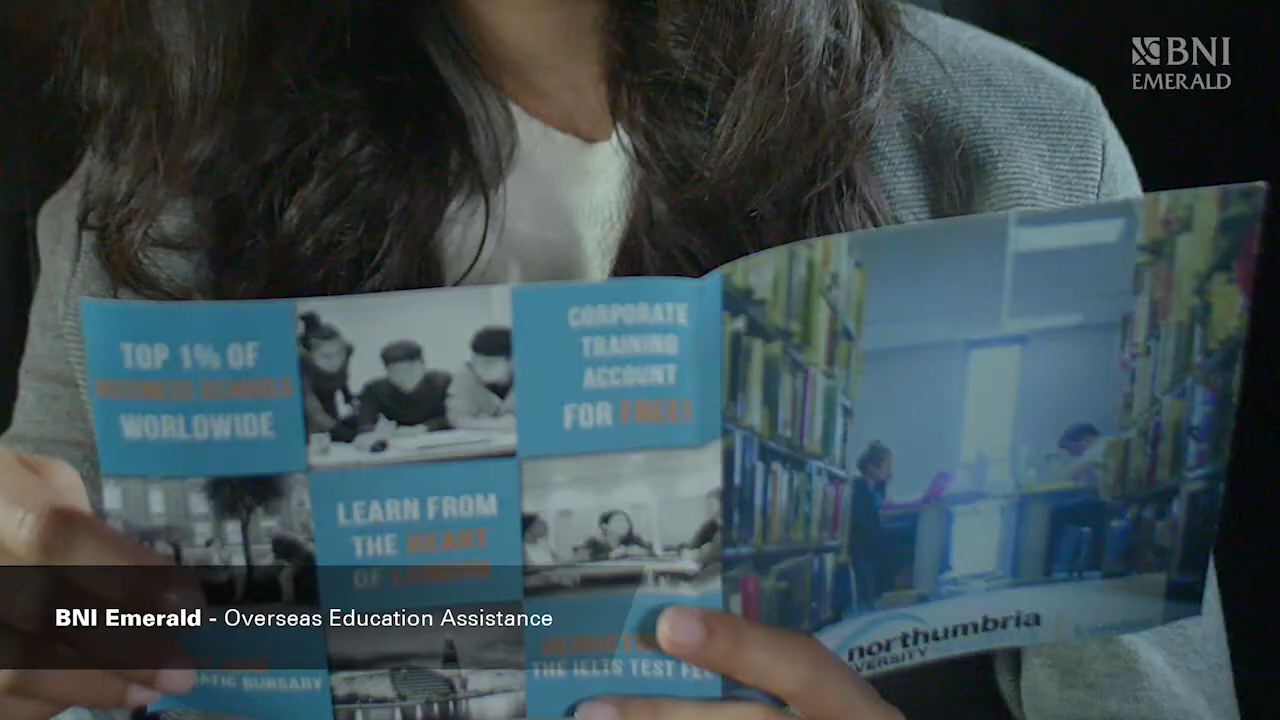 BNI
EMERALD
TOP 1% OF
BUSINESS SCHOOLS
WORLDWIDE
CORPORATE
TRAINING
ACCOUNT
FOR FREE!
LEARN FROM
THE HEART
OF LONDON
THE IELTS TEST FEE
BURSARY
northumbria
BNI Emerald - Overseas Education Assistance